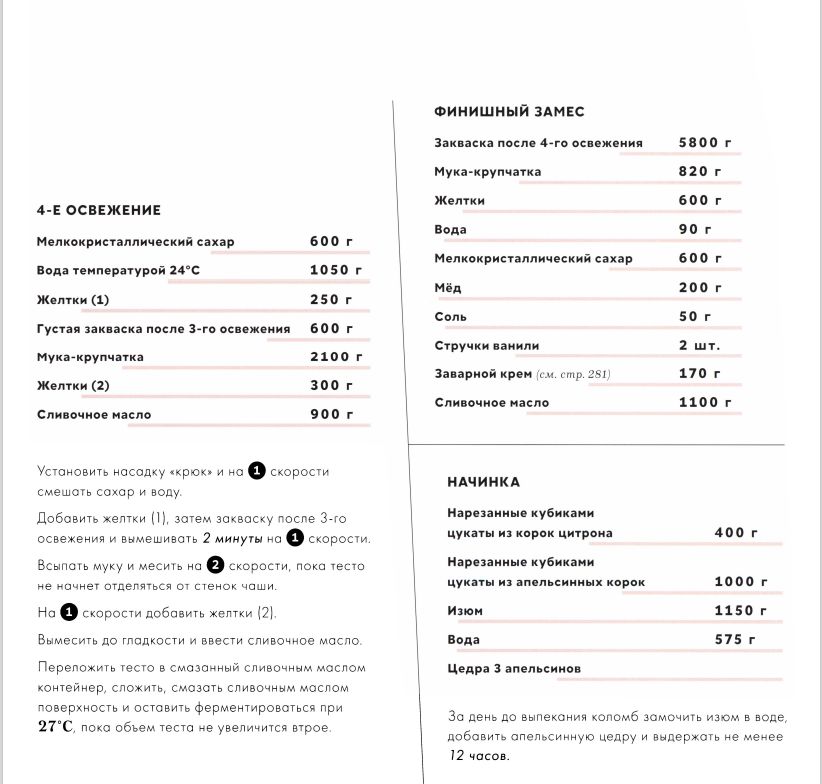 4-Е ОСВЕЖЕНИЕ
Мелкокристаллический сахар 600 г
Вода температурой 24°С 1050 г
Желтки (1) 250 г
Густая закваска после 3-го освежения 600 г
Мука-крупчатка 2100 г
Желтки (2) 300 г
Сливочное масло 900 г
Установить насадку «крюк» и на 1 скорости
смешать сахар и воду.
Добавить желтки (1), затем закваску после 3-го
освежения и вымешивать 2 минуты на 1 скорости.
Всыпать муку и месить на 2 скорости, пока тесто
не начнет отделяться от стенок чаши.
На 1 скорости добавить желтки (2).
Вымесить до гладкости и ввести сливочное масло.
Переложить тесто в смазанный сливочным маслом
контейнер, сложить, смазать сливочным маслом
поверхность и оставить ферментироваться при
27°С, пока объем теста не увеличится втрое.
ФИНИШНЫЙ ЗАМЕС
Закваска после 4-го освежения 5800 г
Мука-крупчатка 820 г
Желтки 600 г
Вода 90 г
Мелкокристаллический сахар 600 г
Мёд 200 г
Соль 50 г
Стручки ванили 2 шт.
Заварной крем (см. стр. 281) 170 г
Сливочное масло 1100 г
НАЧИНКА
Нарезанные кубиками
цукаты из корок цитрона 400 г
Нарезанные кубиками
цукаты из апельсинных корок 1000 г
Изюм 1150 г
Вода 575 г
Цедра 3 апельсинов
За день до выпекания коломб замочить изюм в воде,
добавить апельсинную цедру и выдержать не менее
12 часов.